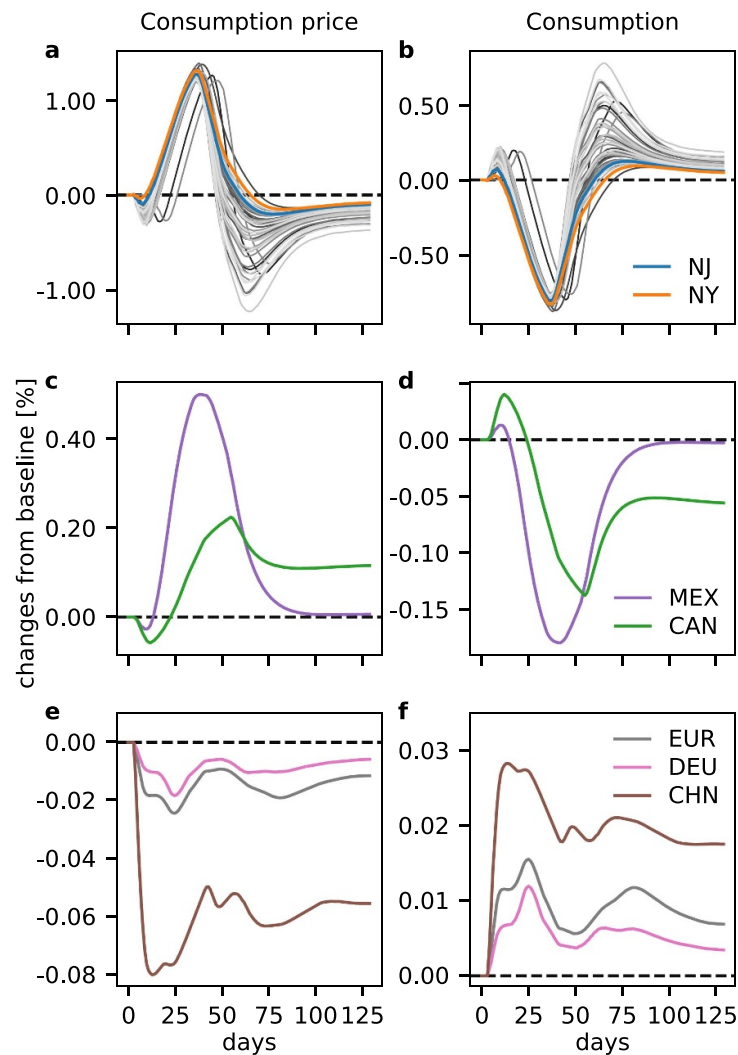 Consumption price
Consumption
a
b
1.00
0.00
-1.00
0.50
0.00
-0.50
NJ
NY
c
d
changes from baseline [%]
0.40
0.20
0.00
0.00
-0.05
-0.10
-0.15
MEX
CAN
e
f
0.00
-0.02
-0.04
-0.06
-0.08
0.03
0.02
0.01
0.00
EUR
DEU
CHN
0 25 50 75 100 125
0 25 50 75 100 125
days
days